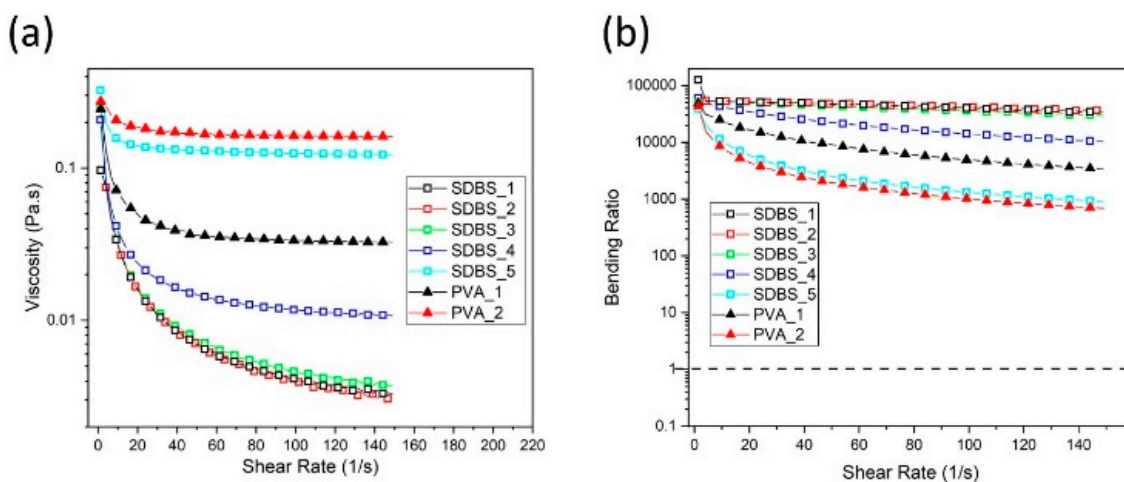 (a)
Viscosity (Pa.s)
0.1
0.01
SDBS_1
SDBS_2
SDBS_3
SDBS_4
SDBS_5
PVA_1
PVA_2
0 20 40 60 80 100 120 140 160 180 200 220
Shear Rate (1/s)
(b)
Bending Ratio
100000
10000
1000
100
10
1
0.1
SDBS_1
SDBS_2
SDBS_3
SDBS_4
SDBS_5
PVA_1
PVA_2
0 20 40 60 80 100 120 140
Shear Rate (1/s)